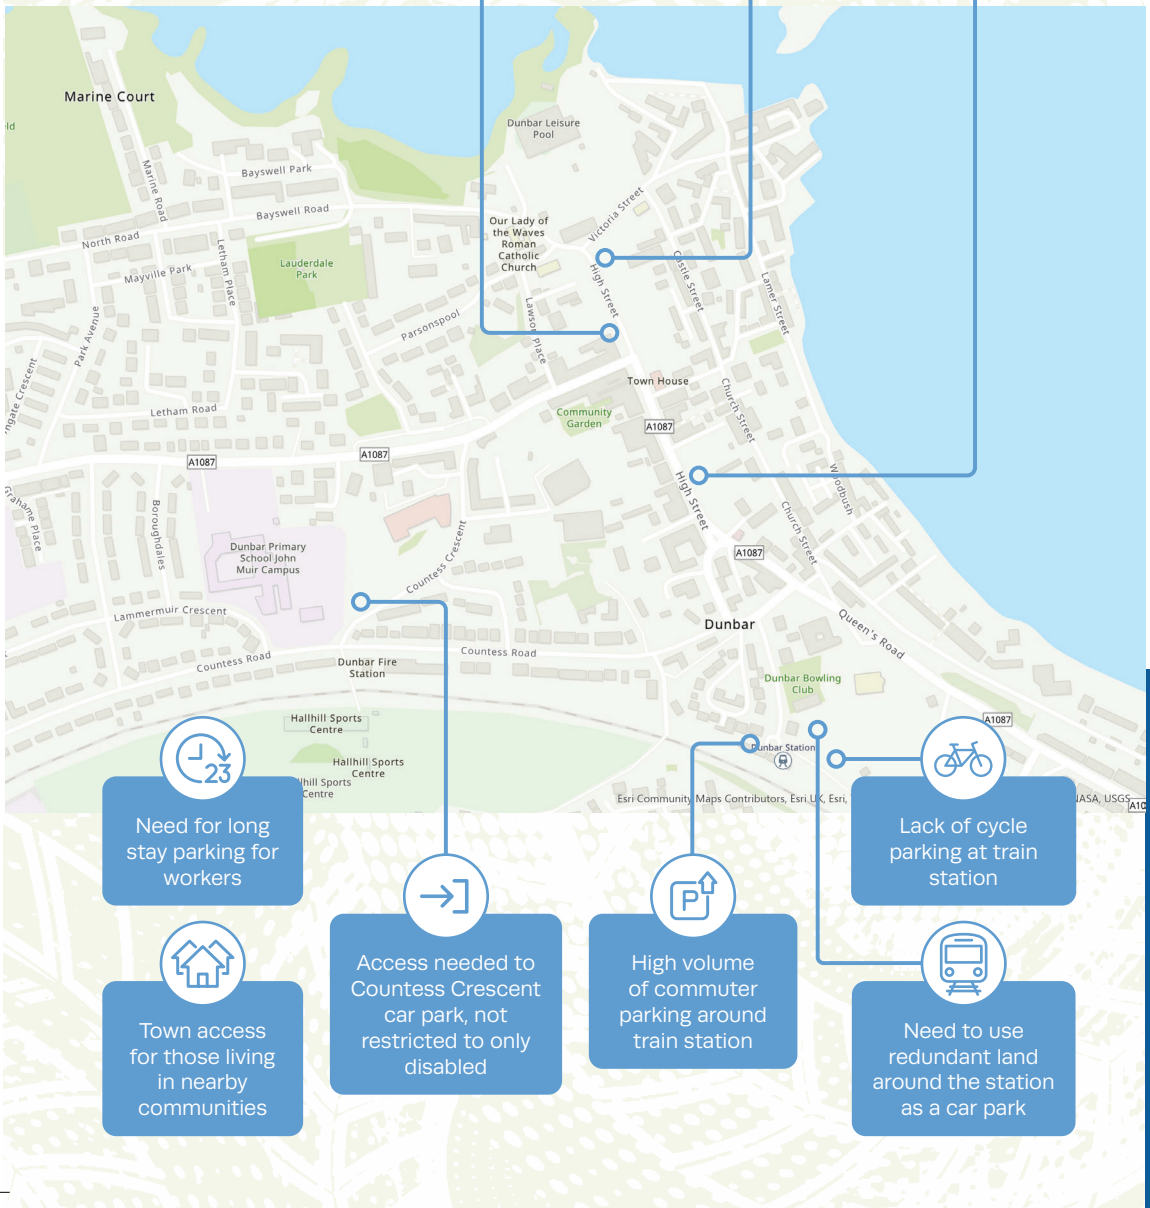 Marine Court
Dunbar Leisure
Pool
Marine Road
Bayswell Park
Bayswell Road
North Road
Mayville Park
Letham Place
Lauderdale
Park
Our Lady of
the Waves
Roman
Catholic
Church
Victoria Street
High Street
Castle Street
Lamer Street
Lawson Place
Parsonspool
Park Avenue
Letham Road
Town House
Community
Garden
Church Street
A1087
A1087
A1087
High Street
Woodbush
Church Street
Grahame Place
Boroughdales
Dunbar Primary
School John
Muir Campus
Countess Crescent
A1087
Lammermuir Crescent
Dunbar
Queen's Road
Countess Road
Countess Road
Dunbar Fire
Station
Dunbar Bowling
Club
A1087
Hallhill Sports
Centre
Dunbar Station
Hallhill Sports
Centre
hill Sports
Centre
Esri Community Maps Contributors, Esri UK, Esri,
NASA, USGS
A10
23
Need for long
stay parking for
workers
Town access
for those living
in nearby
communities
Access needed to
Countess Crescent
car park, not
restricted to only
disabled
P
High volume
of commuter
parking around
train station
Lack of cycle
parking at train
station
Need to use
redundant land
around the station
as a car park